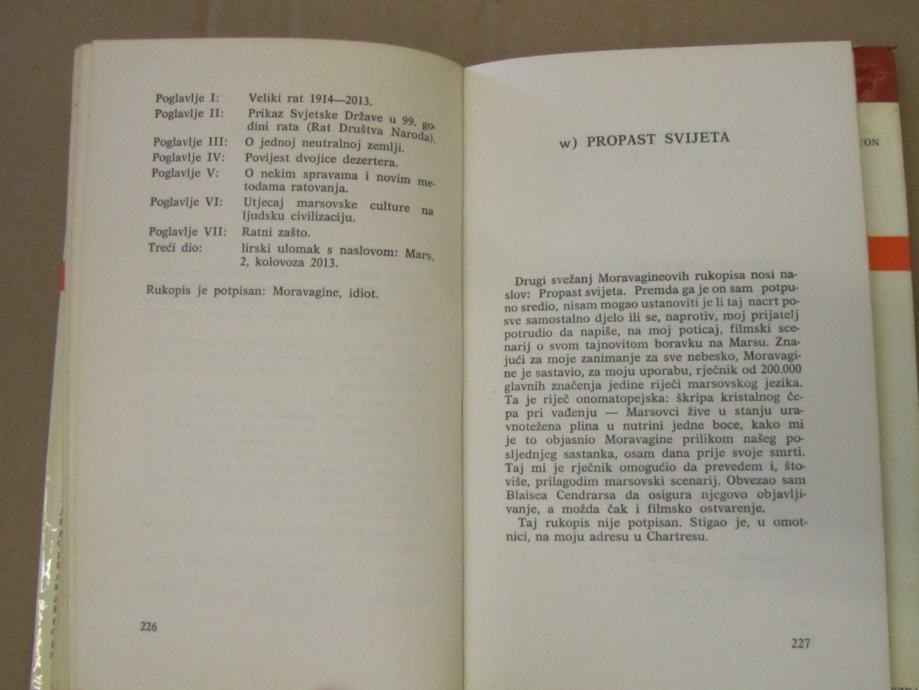 Poglavlje I: Veliki rat 1914—2013.
Poglavlje II: Prikaz Svjetske Države u 99. go-
dini rata (Rat Društva Naroda).
Poglavlje III: O jednoj neutralnoj zemlji.
Poglavlje IV: Povijest dvojice dezertera.
Poglavlje V: O nekim spravama i novim me-
todama ratovanja.
Poglavlje VI: Utjecaj marsovske culture na
ljudsku civilizaciju.
Poglavlje VII: Ratni zašto.
Treći dio: lirski ulomak s naslovom: Mars,
2, kolovoza 2013.
Rukopis je potpisan: Moravagine, idiot.
226
w) PROPAST SVIJETA
Drugi svežanj Moravagineovih rukopisa nosi na-
slov: Propast svijeta. Premda ga je on sam potpu-
no sredio, nisam mogao ustanoviti je li taj nacrt po-
sve samostalno djelo ili se, naprotiv, moj prijatelj
potrudio da napiše, na moj poticaj, filmski sce-
narij o svom tajnovitom boravku na Marsu. Zna-
jući za moje zanimanje za sve nebesko, Moravagi-
ne je sastavio, za moju uporabu, rječnik od 200.000
glavnih značenja jedine riječi marsovskog jezika.
Ta je riječ onomatopejska: škripa kristalnog če-
pa pri vađenju — Marsovci žive u stanju ura-
vnotežena plina u nutrini jedne boce, kako mi
je to objasnio Moravagine prilikom našeg po-
sljednjeg sastanka, osam dana prije svoje smrti.
Taj mi je rječnik omogućio da prevedem i, što-
više, prilagodim marsovski scenarij. Obvezao sam
Blaisea Cendrarsa da osigura njegovo objavlji-
vanje, a možda čak i filmsko ostvarenje.
Taj rukopis nije potpisan. Stigao je, u omot-
nici, na moju adresu u Chartresu.
227
TON